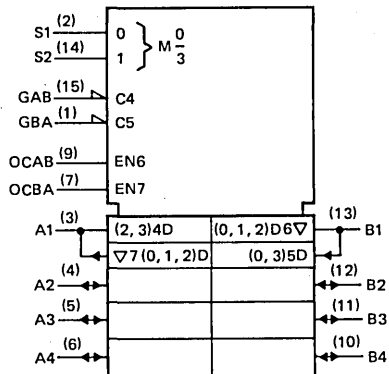 S1 (2) 0 } M 0/3
S2 (14) 1
GAB (15) C4
GBA (1) C5
OCAB (9) EN6
OCBA (7) EN7
A1 (3) (2, 3)4D (0, 1, 2)D6▽ (13) B1
▽7(0, 1, 2)D (0, 3)5D
A2 (4) (12) B2
A3 (5) (11) B3
A4 (6) (10) B4